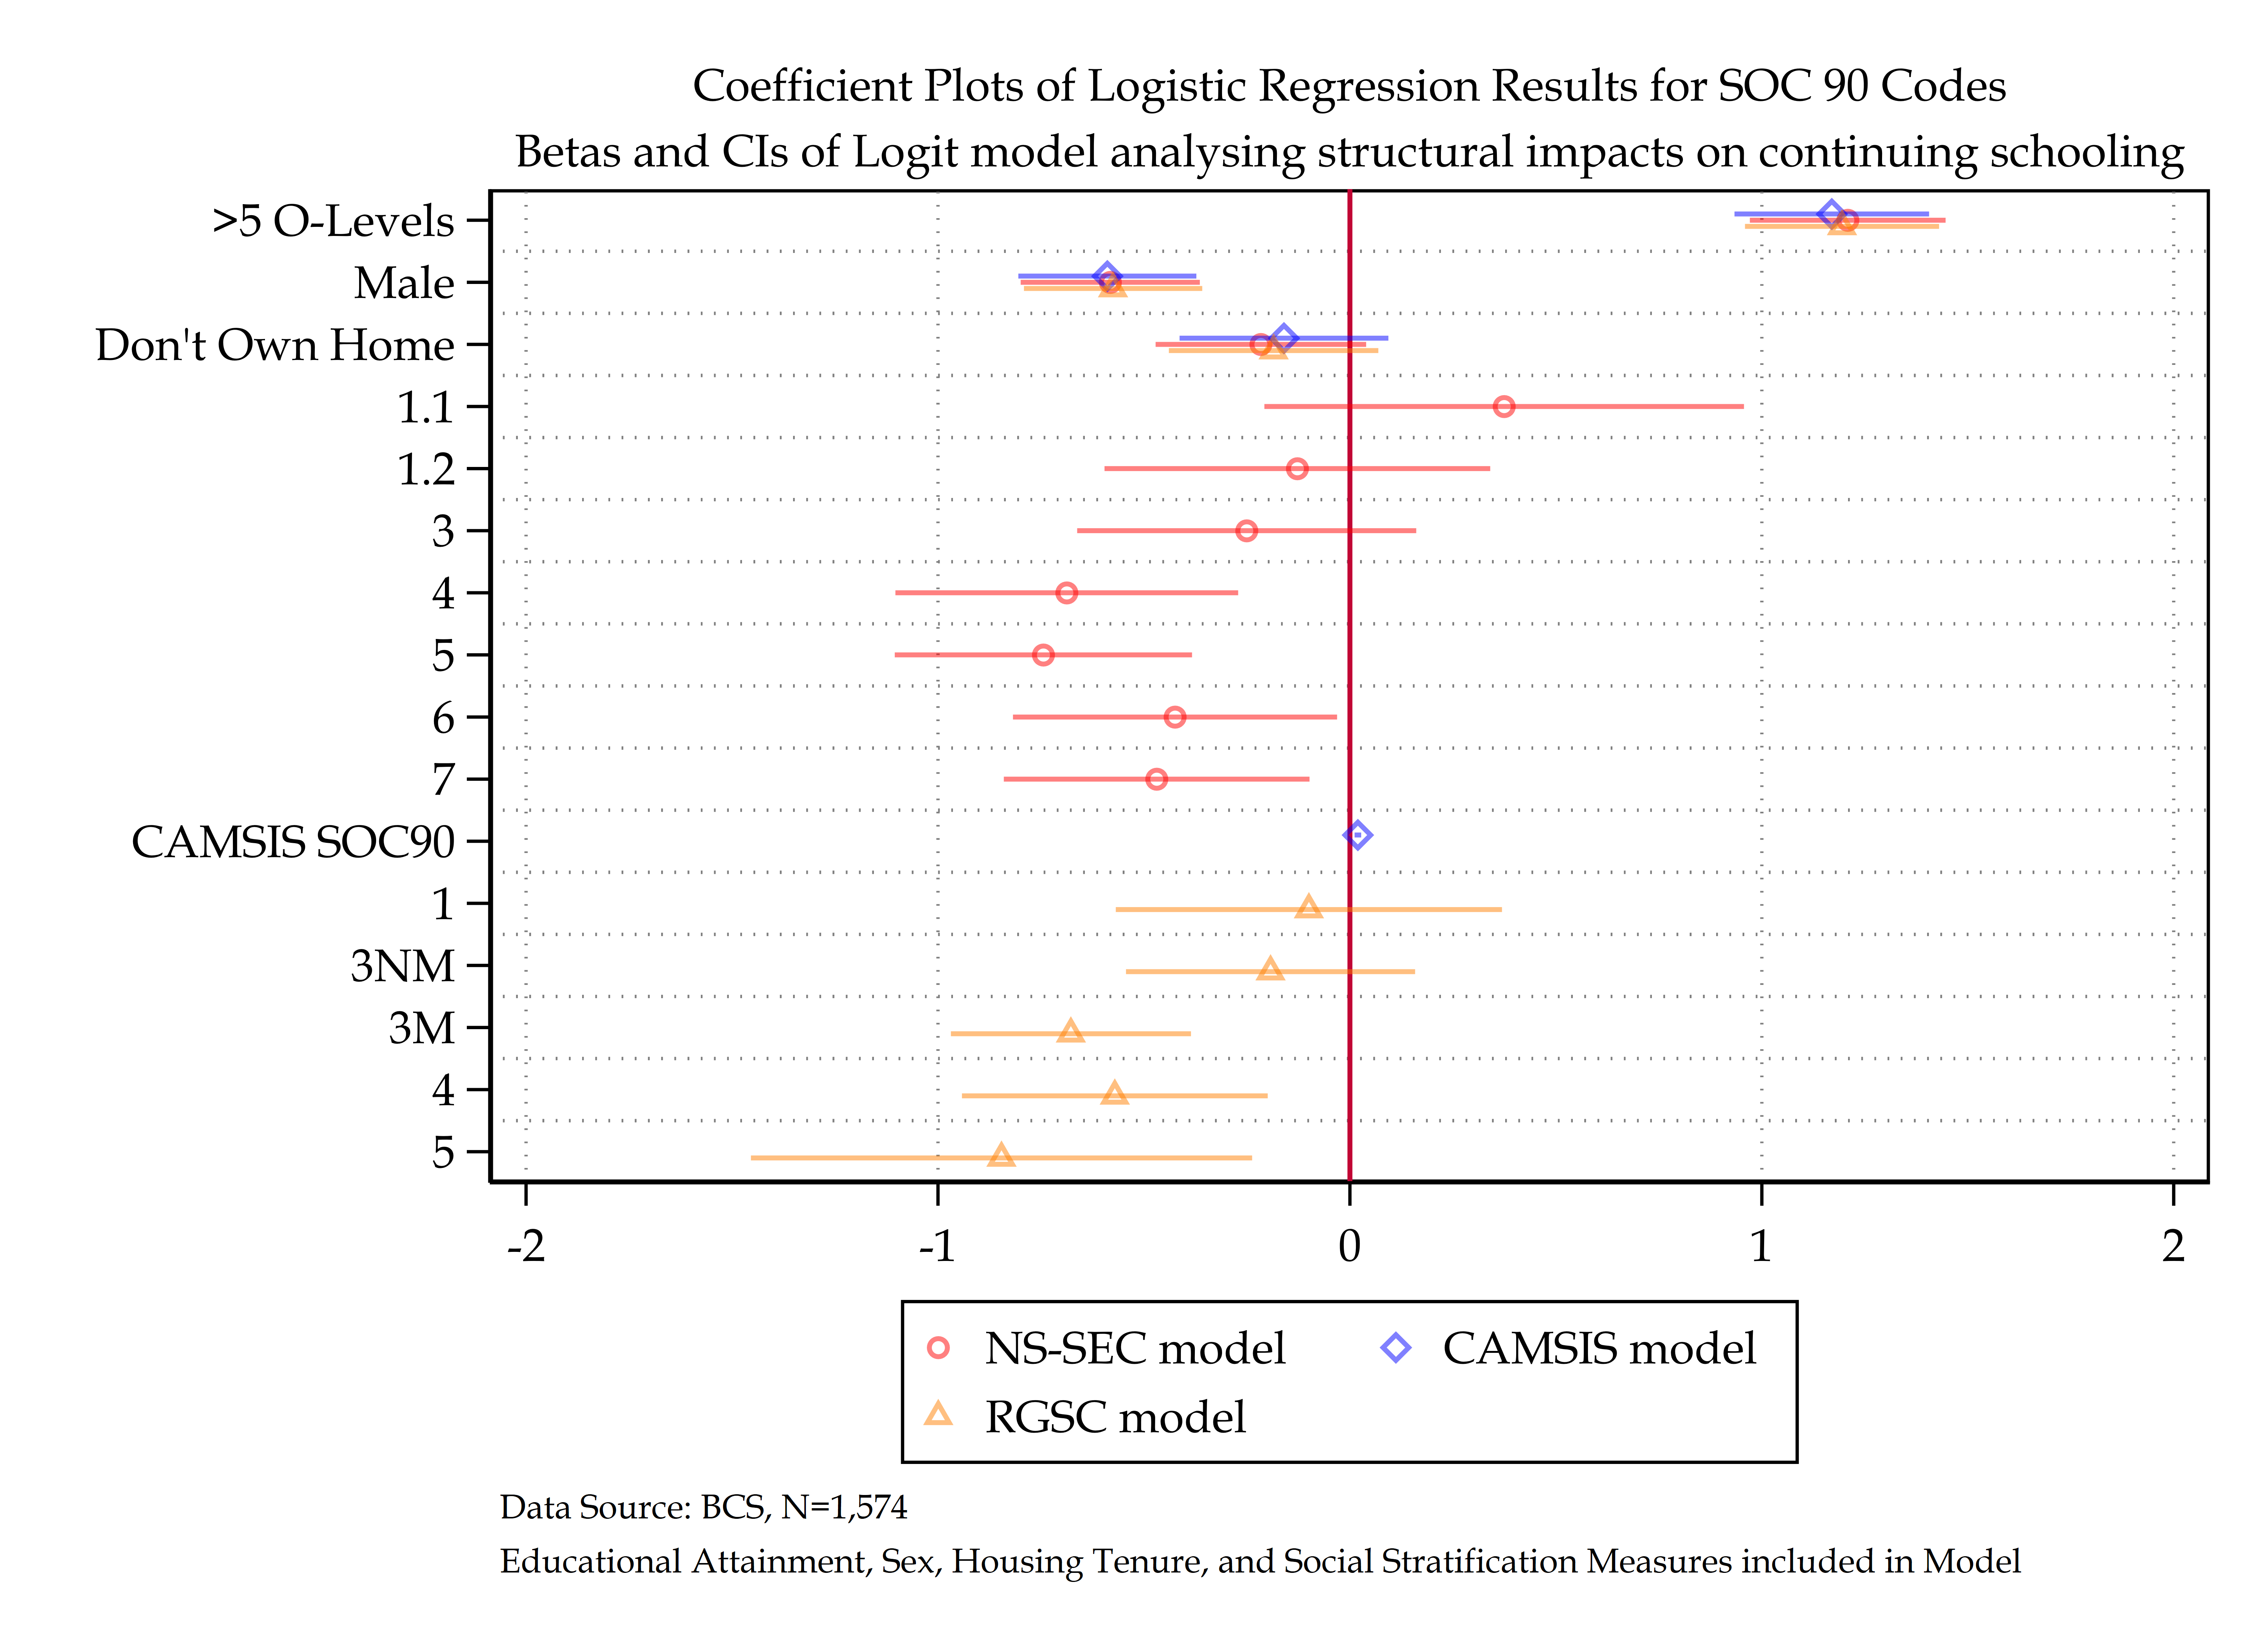 Coefficient Plots of Logistic Regression Results for SOC 90 Codes
Betas and CIs of Logit model analysing structural impacts on continuing schooling
>5 O-Levels
Male
Don't Own Home
1.1
1.2
3
4
5
6
7
CAMSIS SOC90
1
3NM
3M
4
5
-2 -1 0 1 2
NS-SEC model CAMSIS model
RGSC model
Data Source: BCS, N=1,574
Educational Attainment, Sex, Housing Tenure, and Social Stratification Measures included in Model